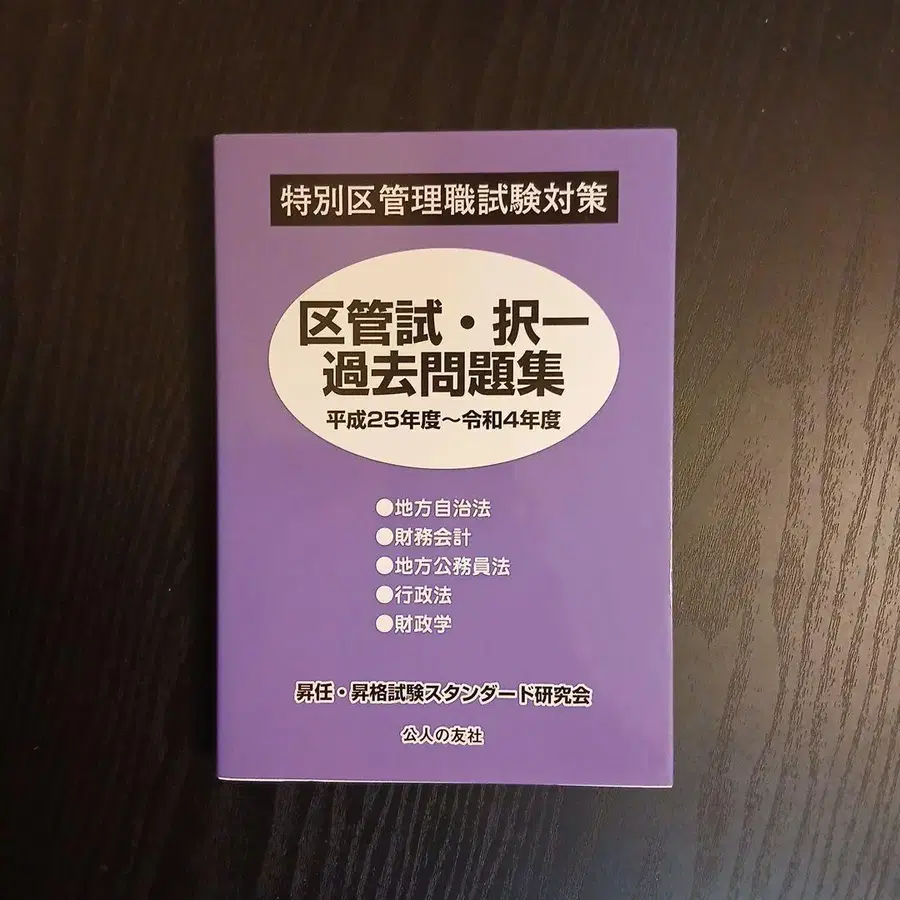 特別区管理職試験対策
区管試・択一
過去問題集
平成25年度～令和4年度
●地方自治法
●財務会計
●地方公務員法
●行政法
●財政学
昇任・昇格試験スタンダード研究会
公人の友社